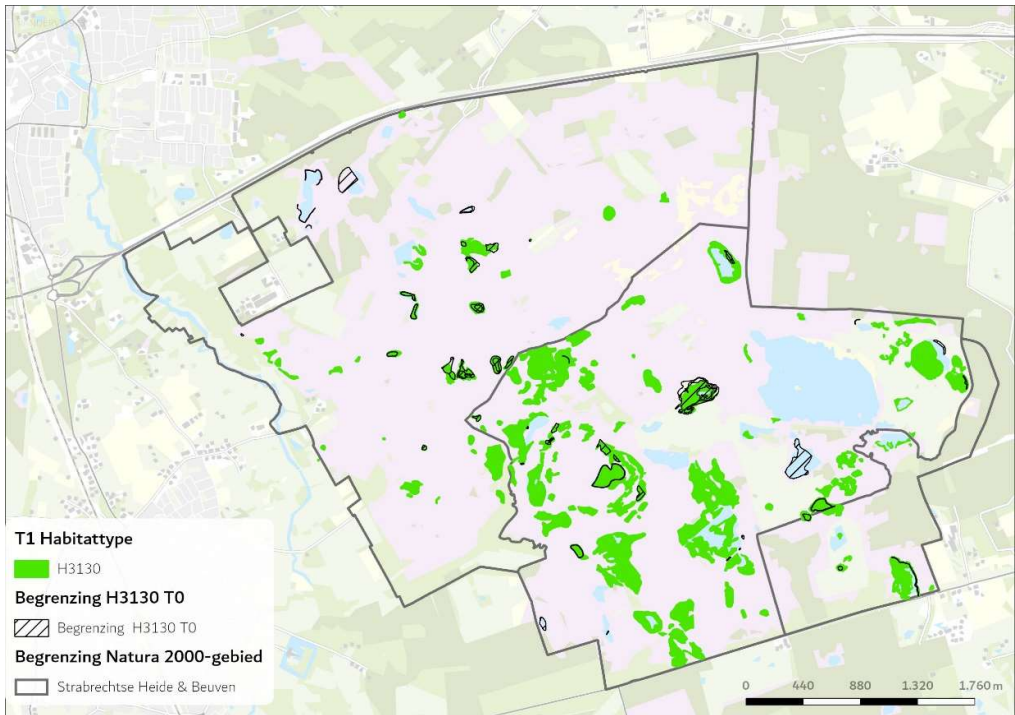 T1 Habitattype
H3130
Begrenzing H3130 T0
Begrenzing H3130 T0
Begrenzing Natura 2000-gebied
Strabrechtse Heide & Beuven
0 440 880 1.320 1.760 m